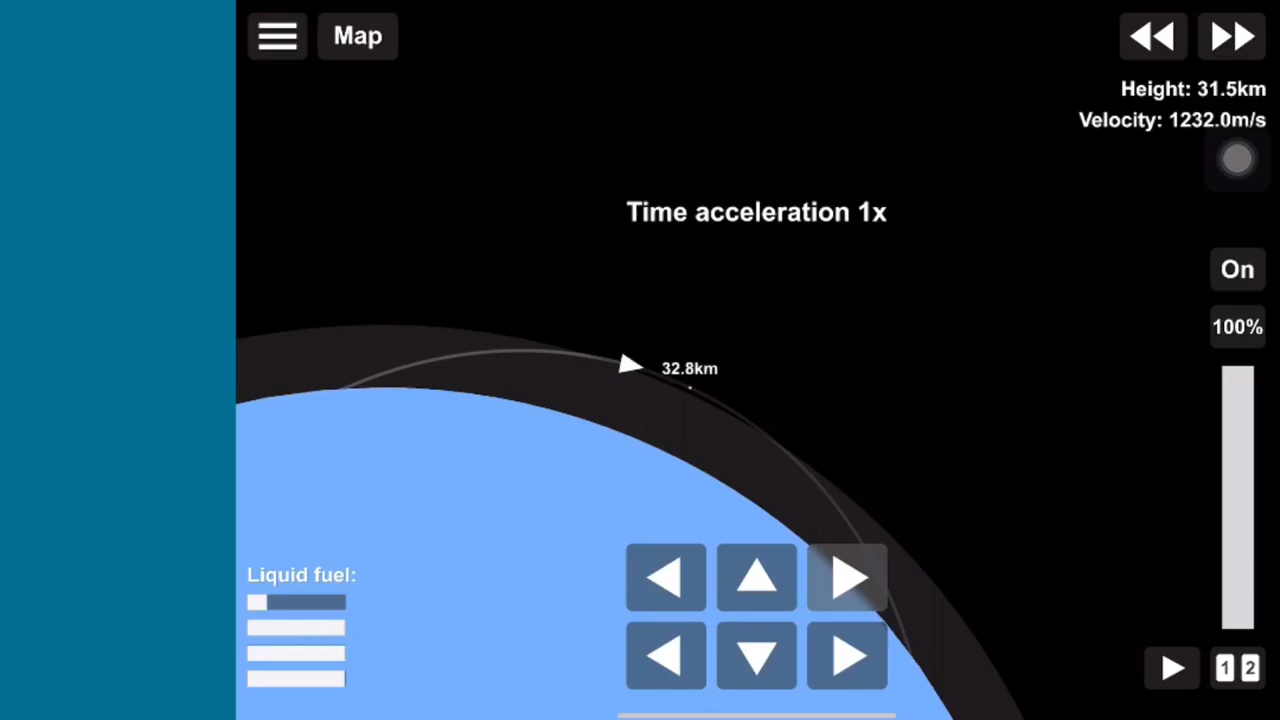 Map
Height: 31.5km
Velocity: 1232.0m/s
Time acceleration 1x
On
100%
32.8km
Liquid fuel:
1 2